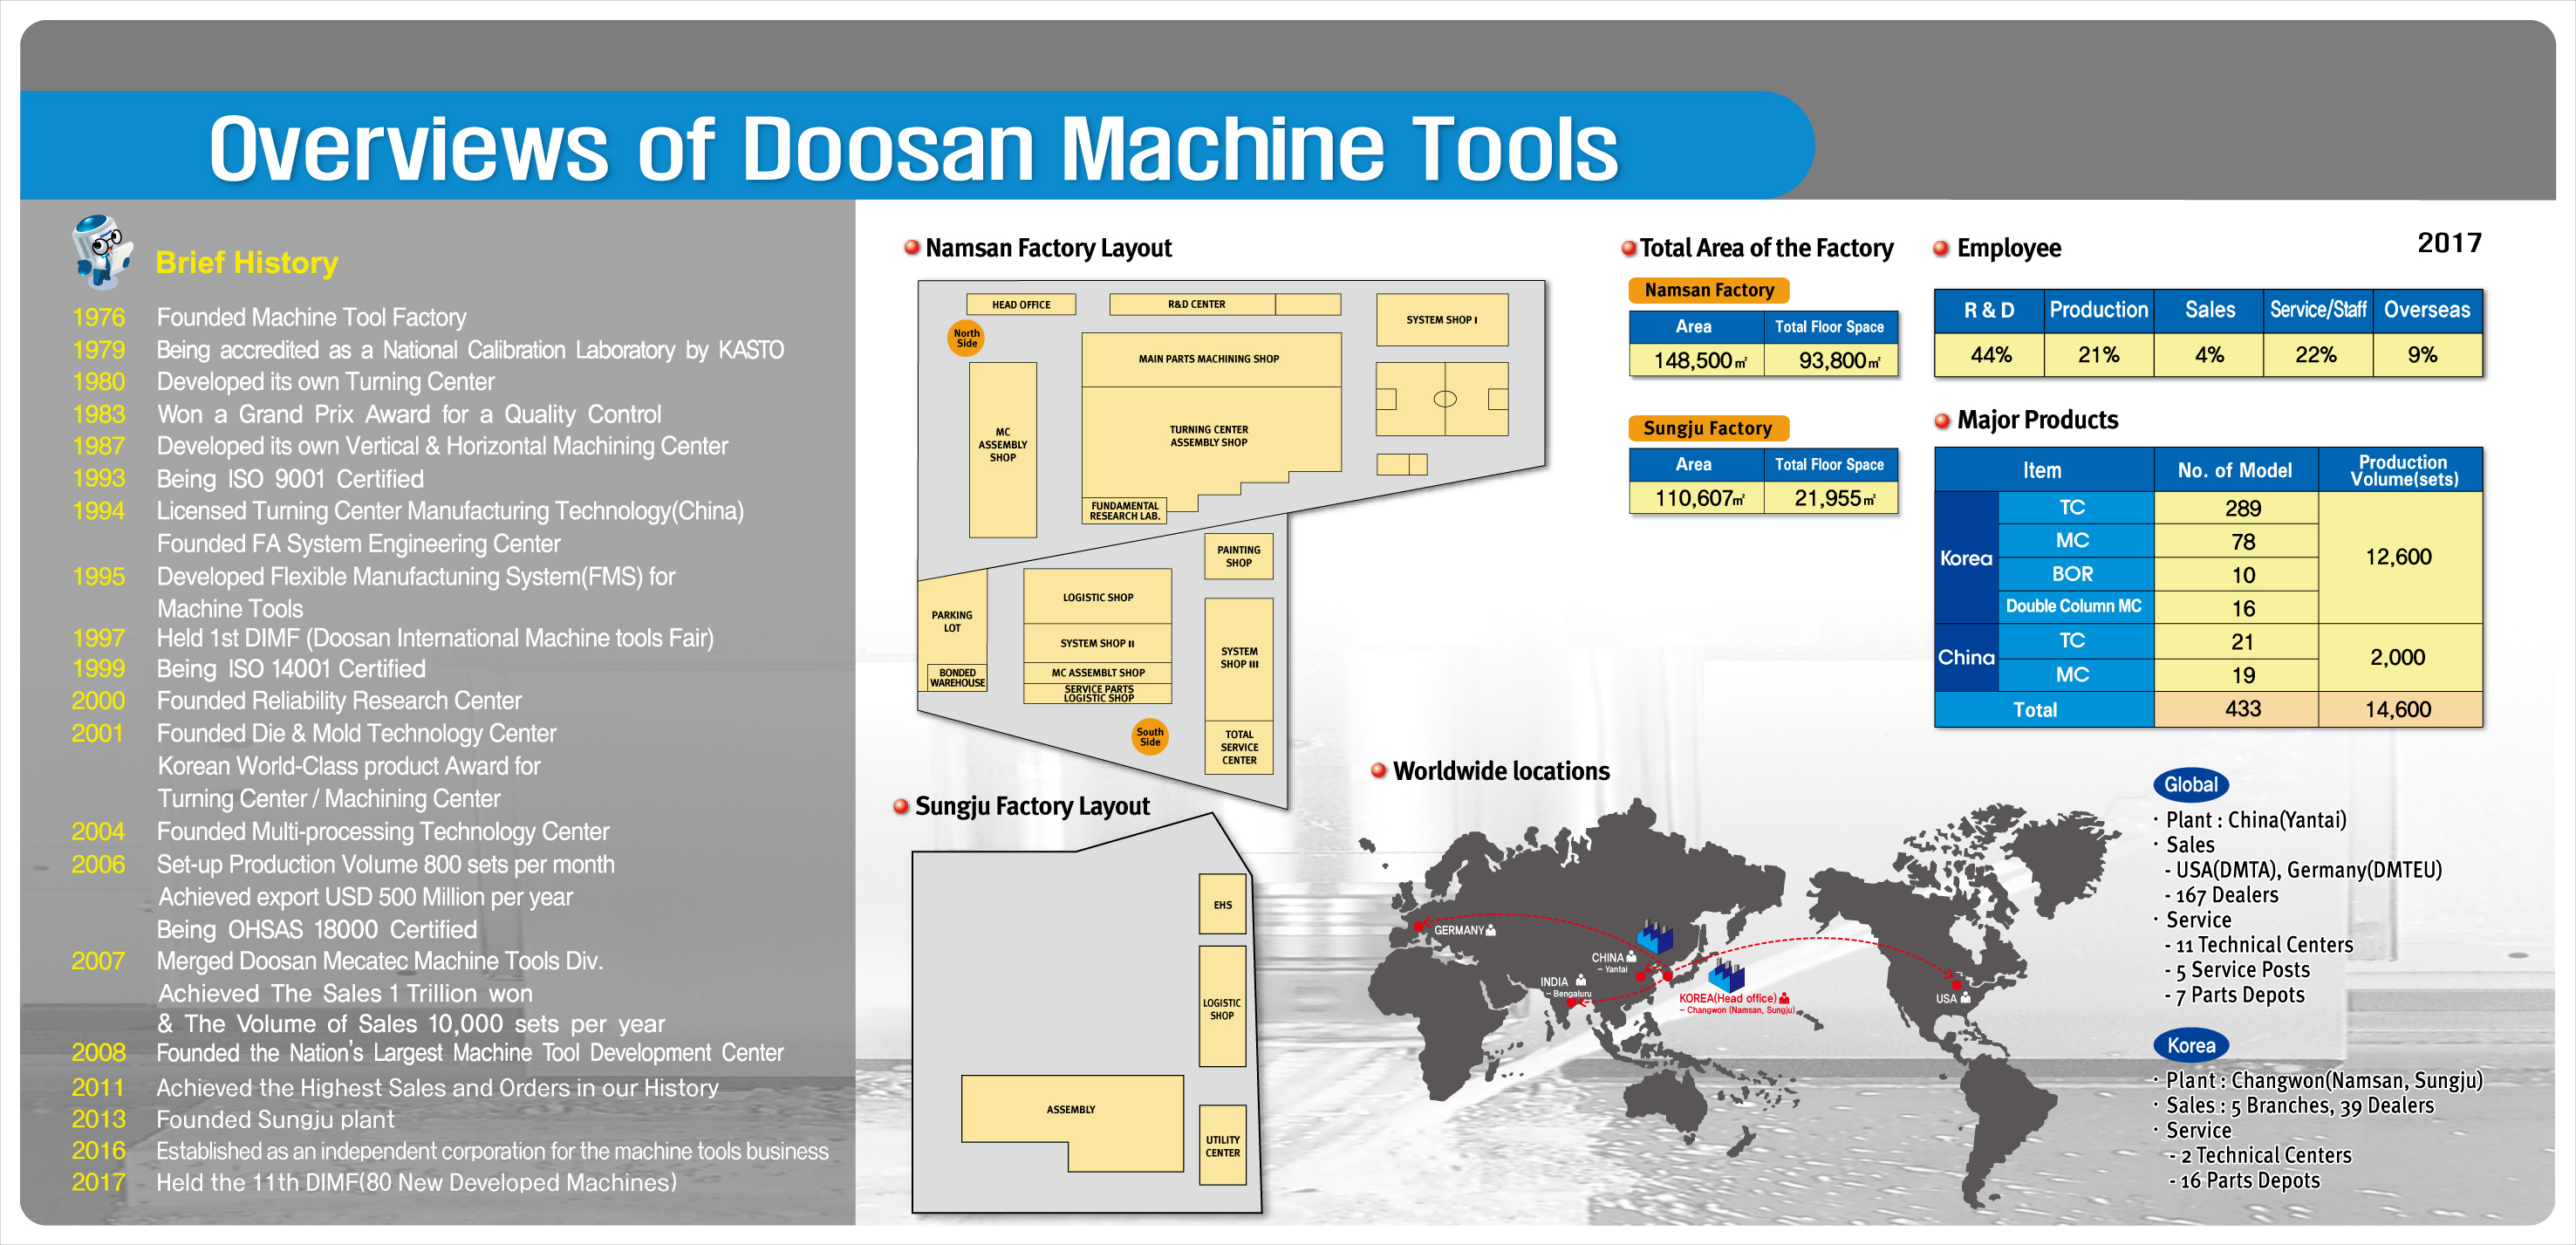 Overviews of Doosan Machine Tools
Brief History
1976 Founded Machine Tool Factory
1979 Being accredited as a National Calibration Laboratory by KASTO
1980 Developed its own Turning Center
1983 Won a Grand Prix Award for a Quality Control
1987 Developed its own Vertical & Horizontal Machining Center
1993 Being ISO 9001 Certified
1994 Licensed Turning Center Manufacturing Technology(China)
Founded FA System Engineering Center
1995 Developed Flexible Manufactuning System(FMS) for
Machine Tools
1997 Held 1st DIMF (Doosan International Machine tools Fair)
1999 Being ISO 14001 Certified
2000 Founded Reliability Research Center
2001 Founded Die & Mold Technology Center
Korean World-Class product Award for
Turning Center / Machining Center
2004 Founded Multi-processing Technology Center
2006 Set-up Production Volume 800 sets per month
Achieved export USD 500 Million per year
Being OHSAS 18000 Certified
2007 Merged Doosan Mecatec Machine Tools Div.
Achieved The Sales 1 Trillion won
& The Volume of Sales 10,000 sets per year
2008 Founded the Nation's Largest Machine Tool Development Center
2011 Achieved the Highest Sales and Orders in our History
2013 Founded Sungju plant
2016 Established as an independent corporation for the machine tools business
2017 Held the 11th DIMF(80 New Developed Machines)
Namsan Factory Layout
HEAD OFFICE
R&D CENTER
SYSTEM SHOP I
North
Side
MAIN PARTS MACHINING SHOP
MC
ASSEMBLY
SHOP
TURNING CENTER
ASSEMBLY SHOP
FUNDAMENTAL
RESEARCH LAB.
PAINTING
SHOP
PARKING
LOT
LOGISTIC SHOP
SYSTEM SHOP II
SYSTEM
SHOP III
BONDED
WAREHOUSE
MC ASSEMBLT SHOP
SERVICE PARTS
LOGISTIC SHOP
South
Side
TOTAL
SERVICE
CENTER
Sungju Factory Layout
EHS
LOGISTIC
SHOP
ASSEMBLY
UTILITY
CENTER
Total Area of the Factory
Namsan Factory
Area Total Floor Space
148,500㎡ 93,800㎡
Sungju Factory
Area Total Floor Space
110,607㎡ 21,955㎡
Employee
2017
R & D Production Sales Service/Staff Overseas
44% 21% 4% 22% 9%
Major Products
Item No. of Model Production
Volume(sets)
Korea
TC 289
MC 78
BOR 10
Double Column MC 16
12,600
China
TC 21
MC 19
2,000
Total 433 14,600
Worldwide locations
GERMANY
CHINA
– Yantai
INDIA
– Bengaluru
KOREA(Head office)
– Changwon (Namsan, Sungju)
USA
Global
· Plant : China(Yantai)
· Sales
- USA(DMTA), Germany(DMTEU)
- 167 Dealers
· Service
- 11 Technical Centers
- 5 Service Posts
- 7 Parts Depots
Korea
· Plant : Changwon(Namsan, Sungju)
· Sales : 5 Branches, 39 Dealers
· Service
- 2 Technical Centers
- 16 Parts Depots